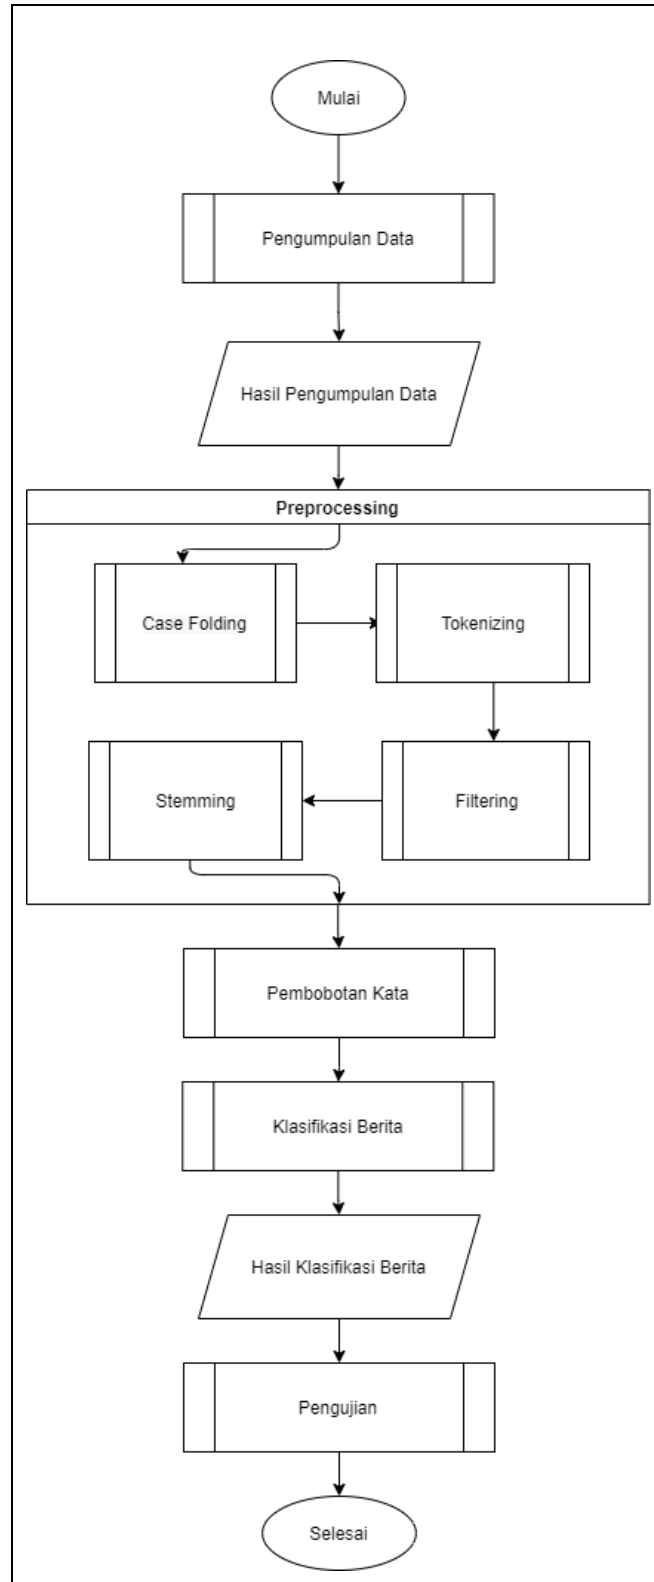 Mulai
Pengumpulan Data
Hasil Pengumpulan Data
Preprocessing
Case Folding
Tokenizing
Filtering
Stemming
Pembobotan Kata
Klasifikasi Berita
Hasil Klasifikasi Berita
Pengujian
Selesai